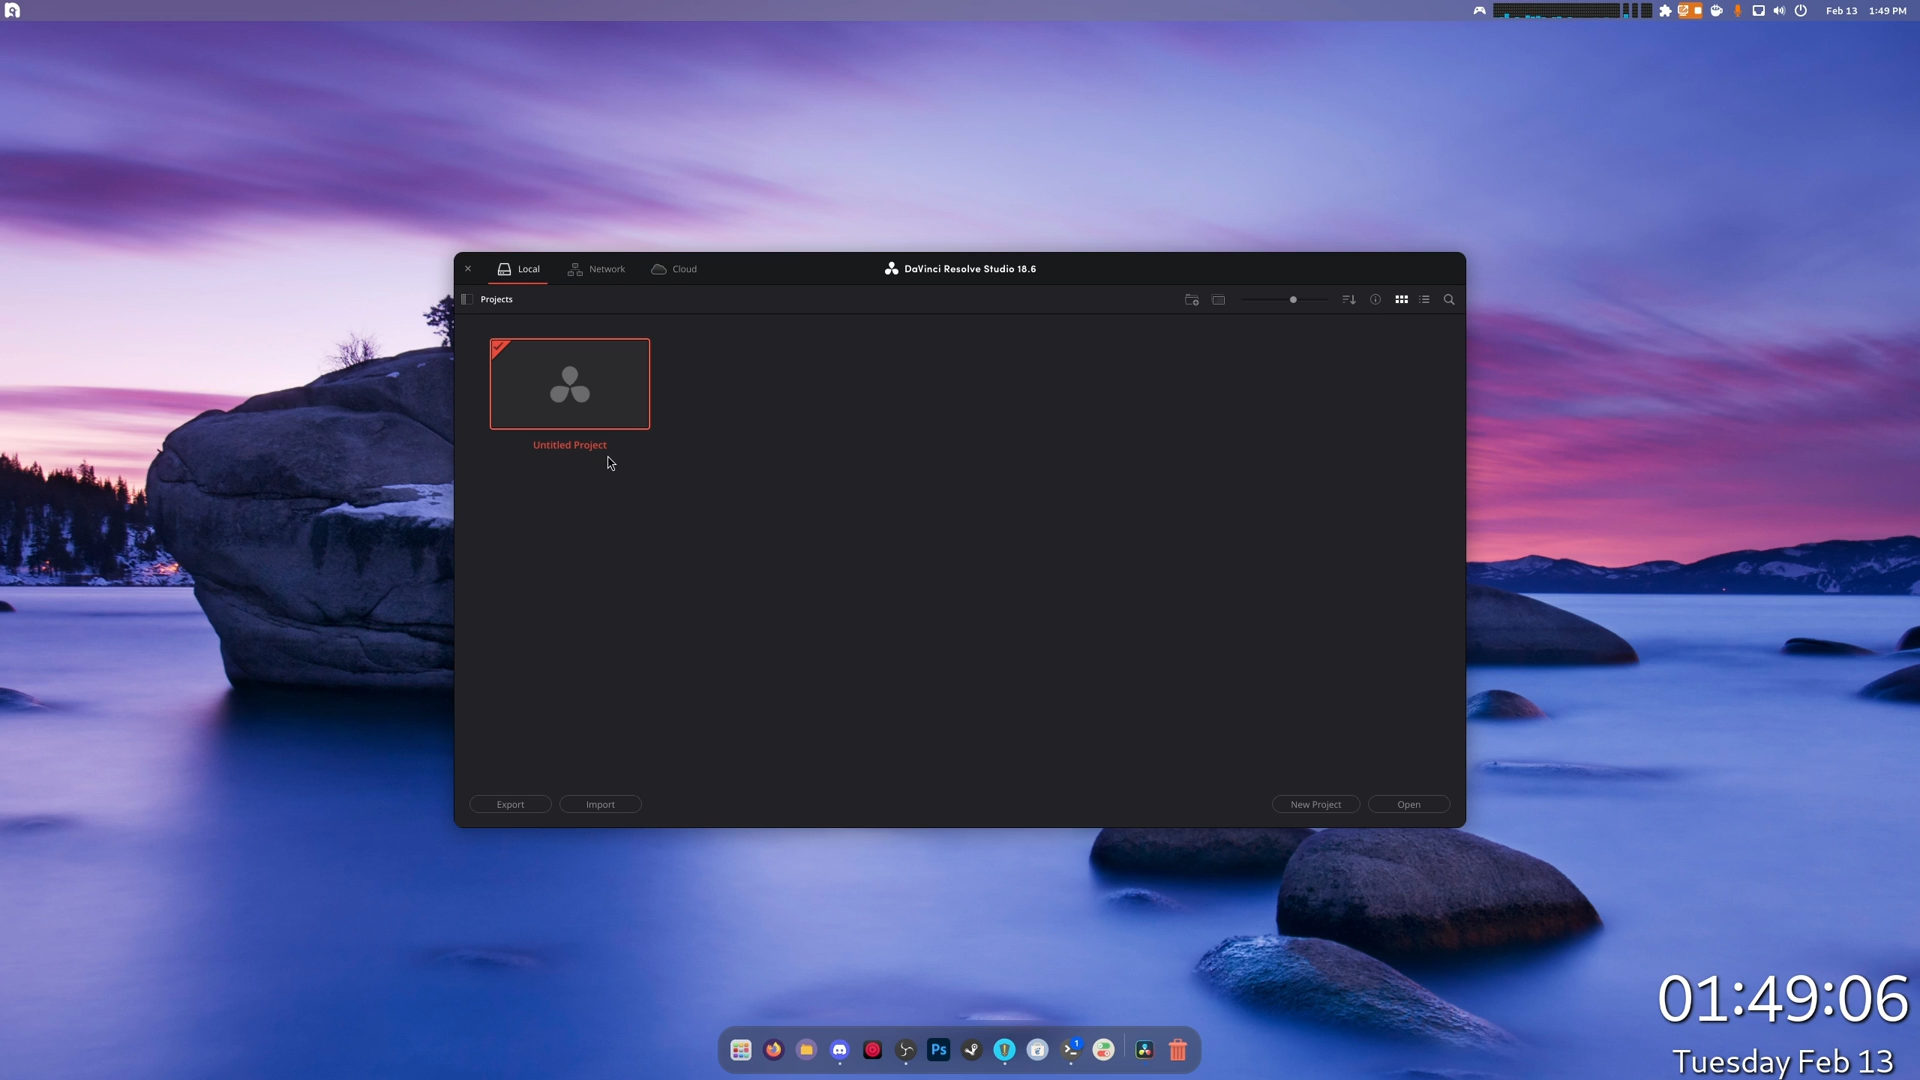 Feb 13 1:49 PM
Local Network Cloud DaVinci Resolve Studio 18.6
Projects
Untitled Project
Export Import New Project Open
01:49:06
Tuesday Feb 13
Ps 1